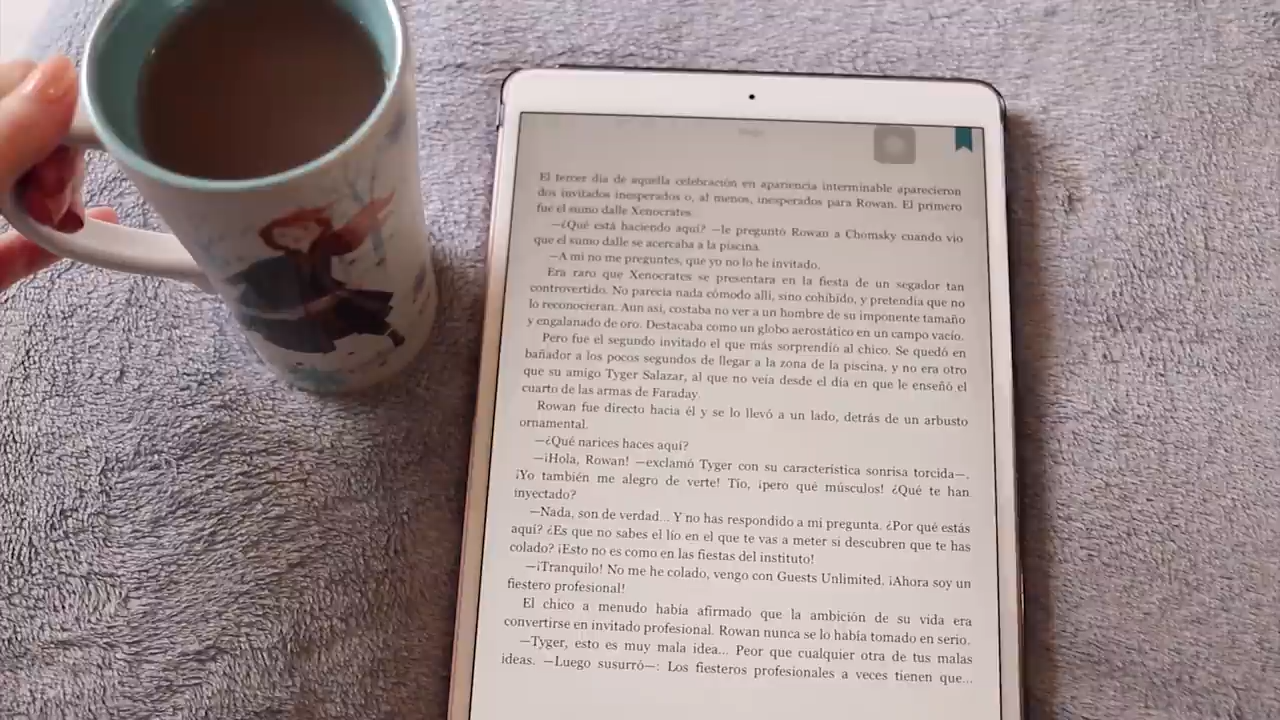 El tercer día de aquella celebración en apariencia interminable aparecieron
dos invitados inesperados o, al menos, inesperados para Rowan. El primero
fue el sumo dalle Xenocrates.
—¿Qué está haciendo aquí? —le preguntó Rowan a Chomsky cuando vio
que el sumo dalle se acercaba a la piscina.
—A mí no me preguntes, que yo no lo he invitado.
Era raro que Xenocrates se presentara en la fiesta de un segador tan
controvertido. No parecía nada cómodo allí, sino cohibido, y pretendía que no
lo reconocieran. Aun así, costaba no ver a un hombre de su imponente tamaño
y engalanado de oro. Destacaba como un globo aerostático en un campo vacío.
Pero fue el segundo invitado el que más sorprendió al chico. Se quedó en
bañador a los pocos segundos de llegar a la zona de la piscina, y no era otro
que su amigo Tyger Salazar, al que no veía desde el día en que le enseñó el
cuarto de las armas de Faraday.
Rowan fue directo hacia él y se lo llevó a un lado, detrás de un arbusto
ornamental.
—¿Qué narices haces aquí?
—¡Hola, Rowan! —exclamó Tyger con su característica sonrisa torcida—.
¡Yo también me alegro de verte! Tío, ¡pero qué músculos! ¿Qué te han
inyectado?
—Nada, son de verdad... Y no has respondido a mi pregunta. ¿Por qué estás
aquí? ¿Es que no sabes el lío en el que te vas a meter si descubren que te has
colado? ¡Esto no es como en las fiestas del instituto!
—¡Tranquilo! No me he colado, vengo con Guests Unlimited. ¡Ahora soy un
fiestero profesional!
El chico a menudo había afirmado que la ambición de su vida era
convertirse en invitado profesional. Rowan nunca se lo había tomado en serio.
—Tyger, esto es muy mala idea... Peor que cualquier otra de tus malas
ideas. —Luego susurró—: Los fiesteros profesionales a veces tienen que...